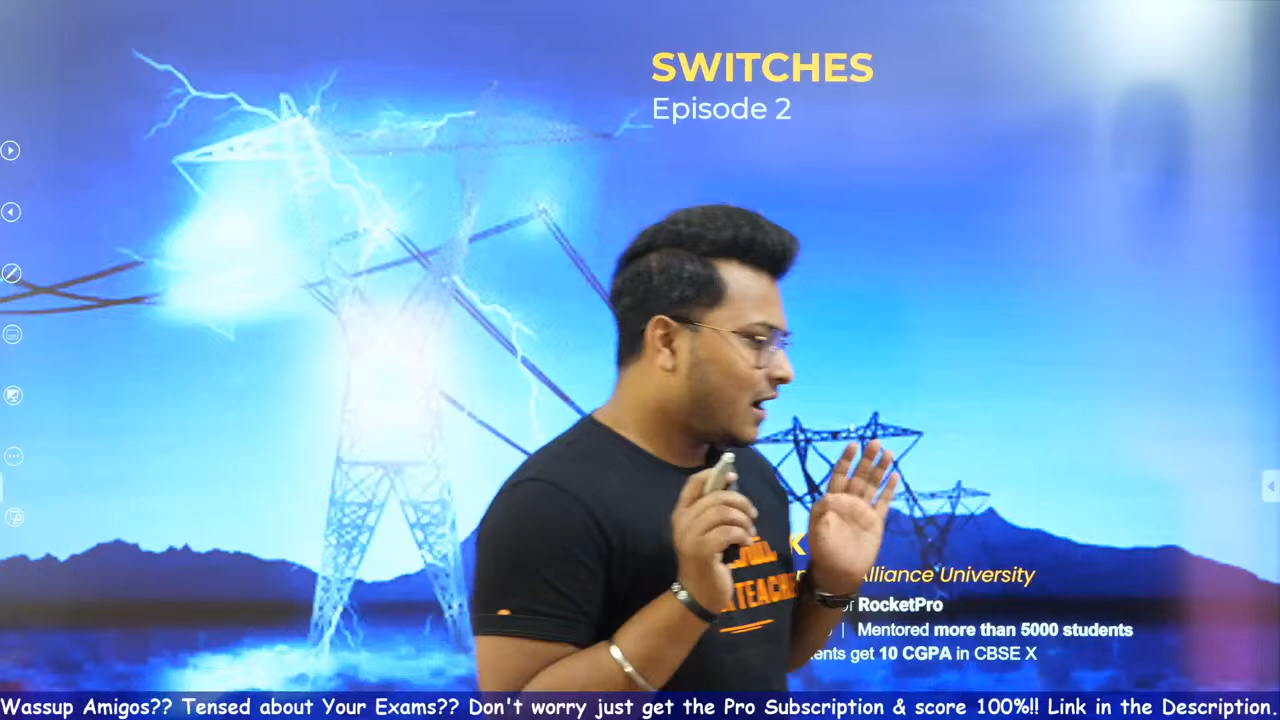 SWITCHES
Episode 2
Alliance University
RocketPro
| Mentored more than 5000 students
get 10 CGPA in CBSE X
Wassup Amigos?? Tensed about Your Exams?? Don't worry just get the Pro Subscription & score 100%!! Link in the Description.